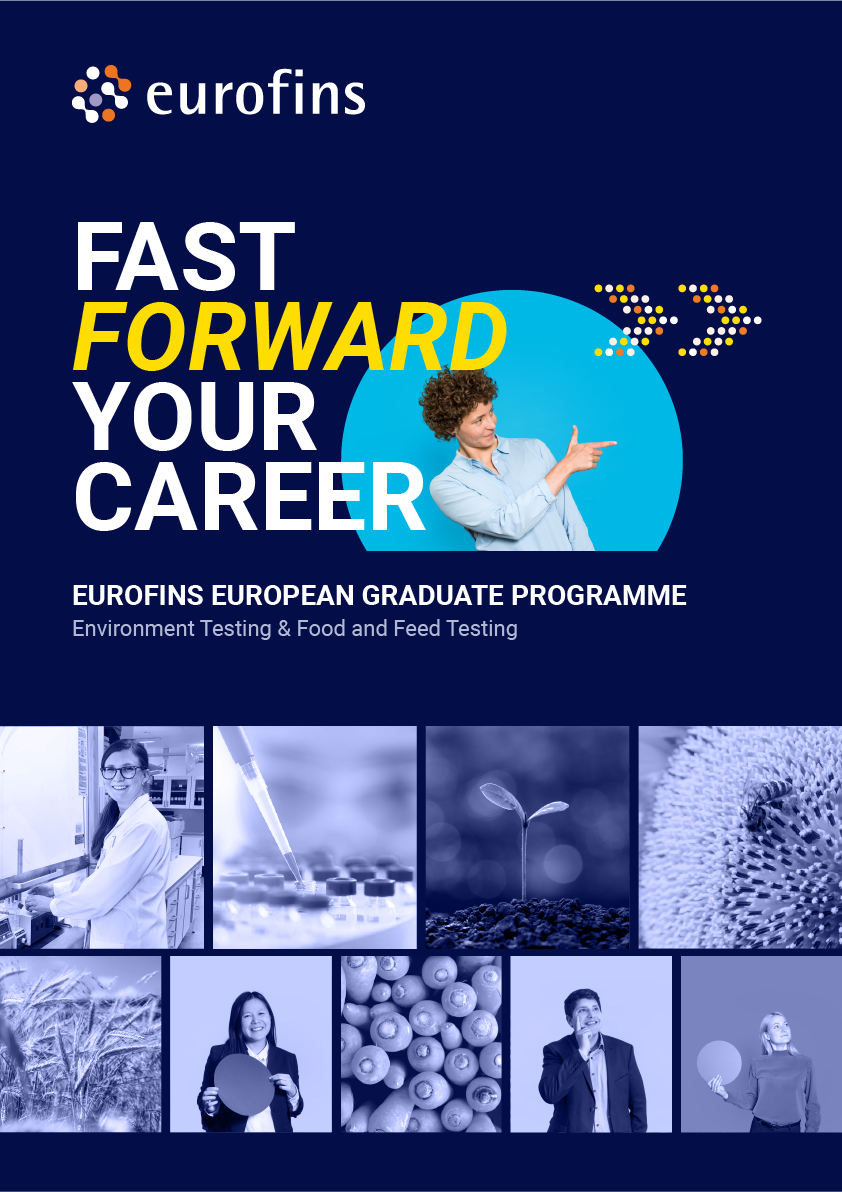 eurofins
FAST
FORWARD
YOUR
CAREER
EUROFINS EUROPEAN GRADUATE PROGRAMME
Environment Testing & Food and Feed Testing